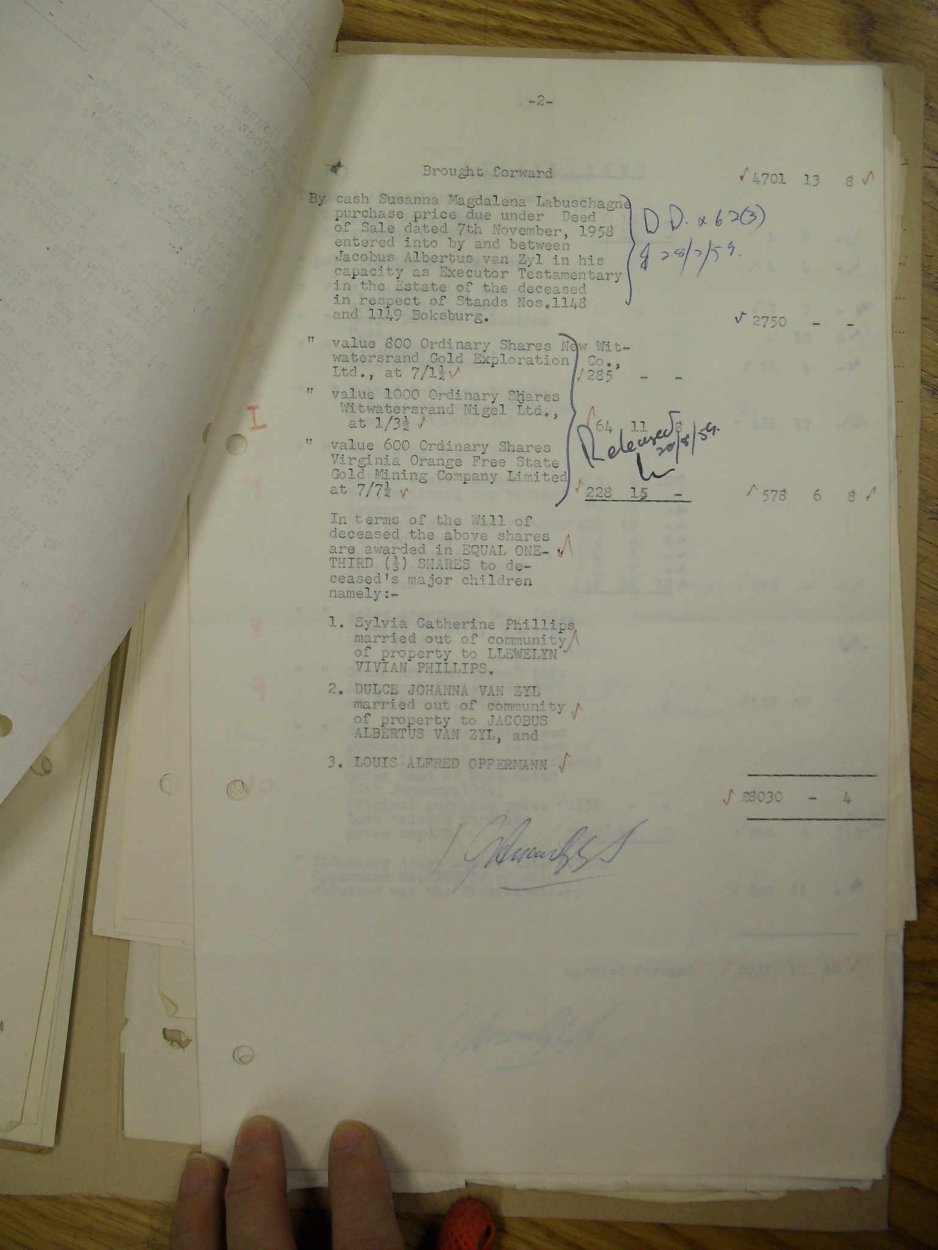 -2-
Brought forward 4701 13 8
By cash Susanna Magdalena Labuschagne
purchase price due under Deed
of Sale dated 7th November, 1958
entered into by and between
Jacobus Albertus van Zyl in his
capacity as Executor Testamentary
in the Estate of the deceased
in respect of Stands Nos.1148
and 1149 Boksburg. 2750 - -
D D. 62(3)
28/7/59.
" value 800 Ordinary Shares New Wit-
watersrand Gold Exploration Co.,
Ltd., at 7/1½ 285 - -
" value 1000 Ordinary Shares
Witwatersrand Nigel Ltd.,
at 1/3½ 64 11 8
Released
20/8/59.
" value 600 Ordinary Shares
Virginia Orange Free State
Gold Mining Company Limited
at 7/7½ 228 15 - 578 6 8
In terms of the Will of
deceased the above shares
are awarded in EQUAL ONE-
THIRD (⅓) SHARES to de-
ceased's major children
namely:-
1. Sylvia Catherine Phillips
married out of community
of property to LLEWELYN
VIVIAN PHILLIPS.
2. DULCE JOHANNA VAN ZYL
married out of community
of property to JACOBUS
ALBERTUS VAN ZYL, and
3. LOUIS ALFRED OPPERMANN
£8030 - 4